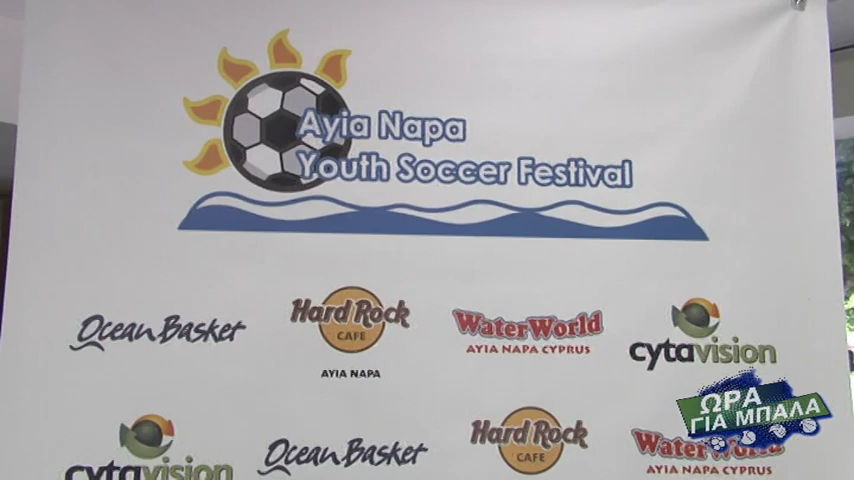 Ayia Napa
Youth Soccer Festival
Ocean Basket
Hard Rock
CAFE
AYIA NAPA
WaterWorld
AYIA NAPA CYPRUS
cytavision
cytavision
Ocean Basket
Hard Rock
CAFE
WaterWorld
AYIA NAPA CYPRUS
ΩΡΑ
ΓΙΑ ΜΠΑΛΑ